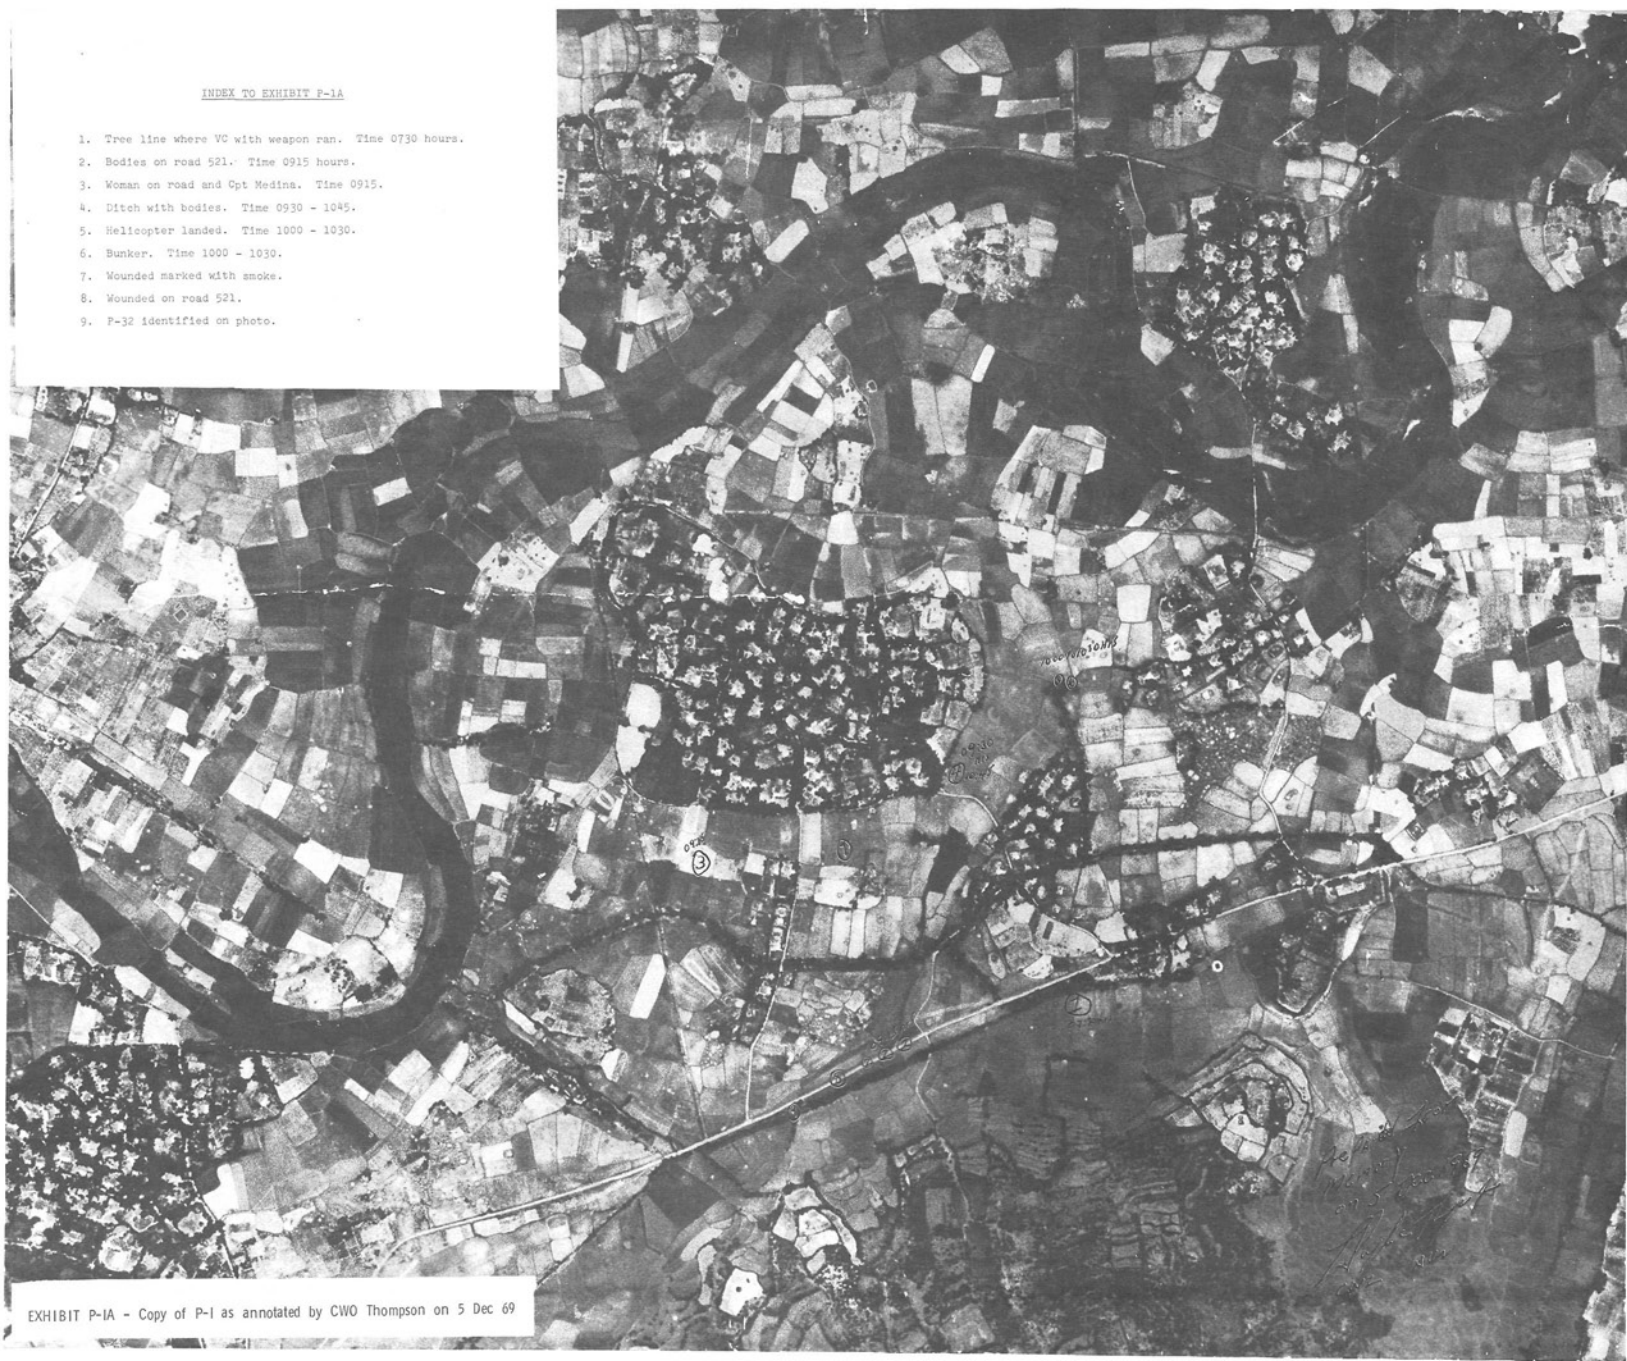 INDEX TO EXHIBIT P-1A
1. Tree line where VC with weapon ran. Time 0730 hours.
2. Bodies on road 521. Time 0915 hours.
3. Woman on road and Cpt Medina. Time 0915.
4. Ditch with bodies. Time 0930 - 1045.
5. Helicopter landed. Time 1000 - 1030.
6. Bunker. Time 1000 - 1030.
7. Wounded marked with smoke.
8. Wounded on road 521.
9. P-32 identified on photo.
3
EXHIBIT P-IA - Copy of P-I as annotated by CWO Thompson on 5 Dec 69